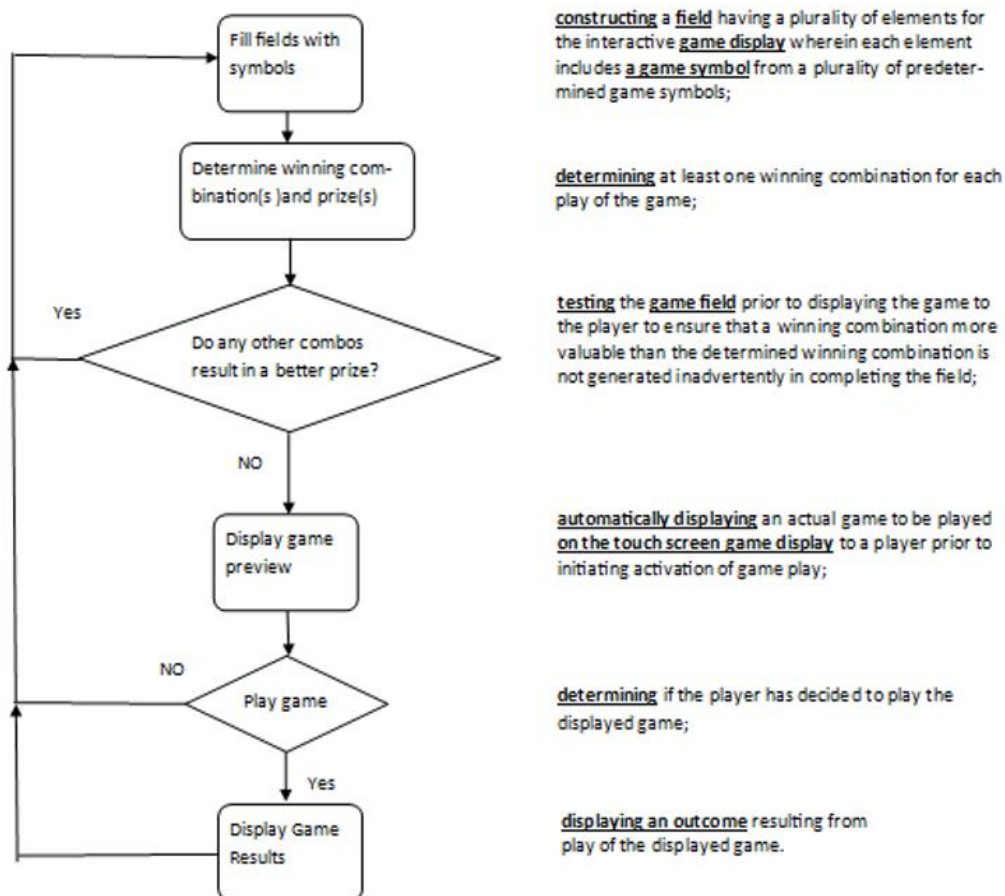 Fill fields with
symbols
constructing a field having a plurality of elements for
the interactive game display wherein each element
includes a game symbol from a plurality of predeter-
mined game symbols;
Determine winning com-
bination(s )and prize(s)
determining at least one winning combination for each
play of the game;
Yes
Do any other combos
result in a better prize?
testing the game field prior to displaying the game to
the player to ensure that a winning combination more
valuable than the determined winning combination is
not generated inadvertently in completing the field;
NO
Display game
preview
automatically displaying an actual game to be played
on the touch screen game display to a player prior to
initiating activation of game play;
NO
Play game
determining if the player has decided to play the
displayed game;
Yes
Display Game
Results
displaying an outcome resulting from
play of the displayed game.